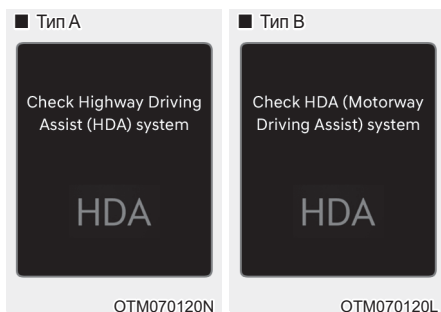 ■ Тип A
Check Highway Driving
Assist (HDA) system
HDA
OTM070120N
■ Тип B
Check HDA (Motorway
Driving Assist) system
HDA
OTM070120L